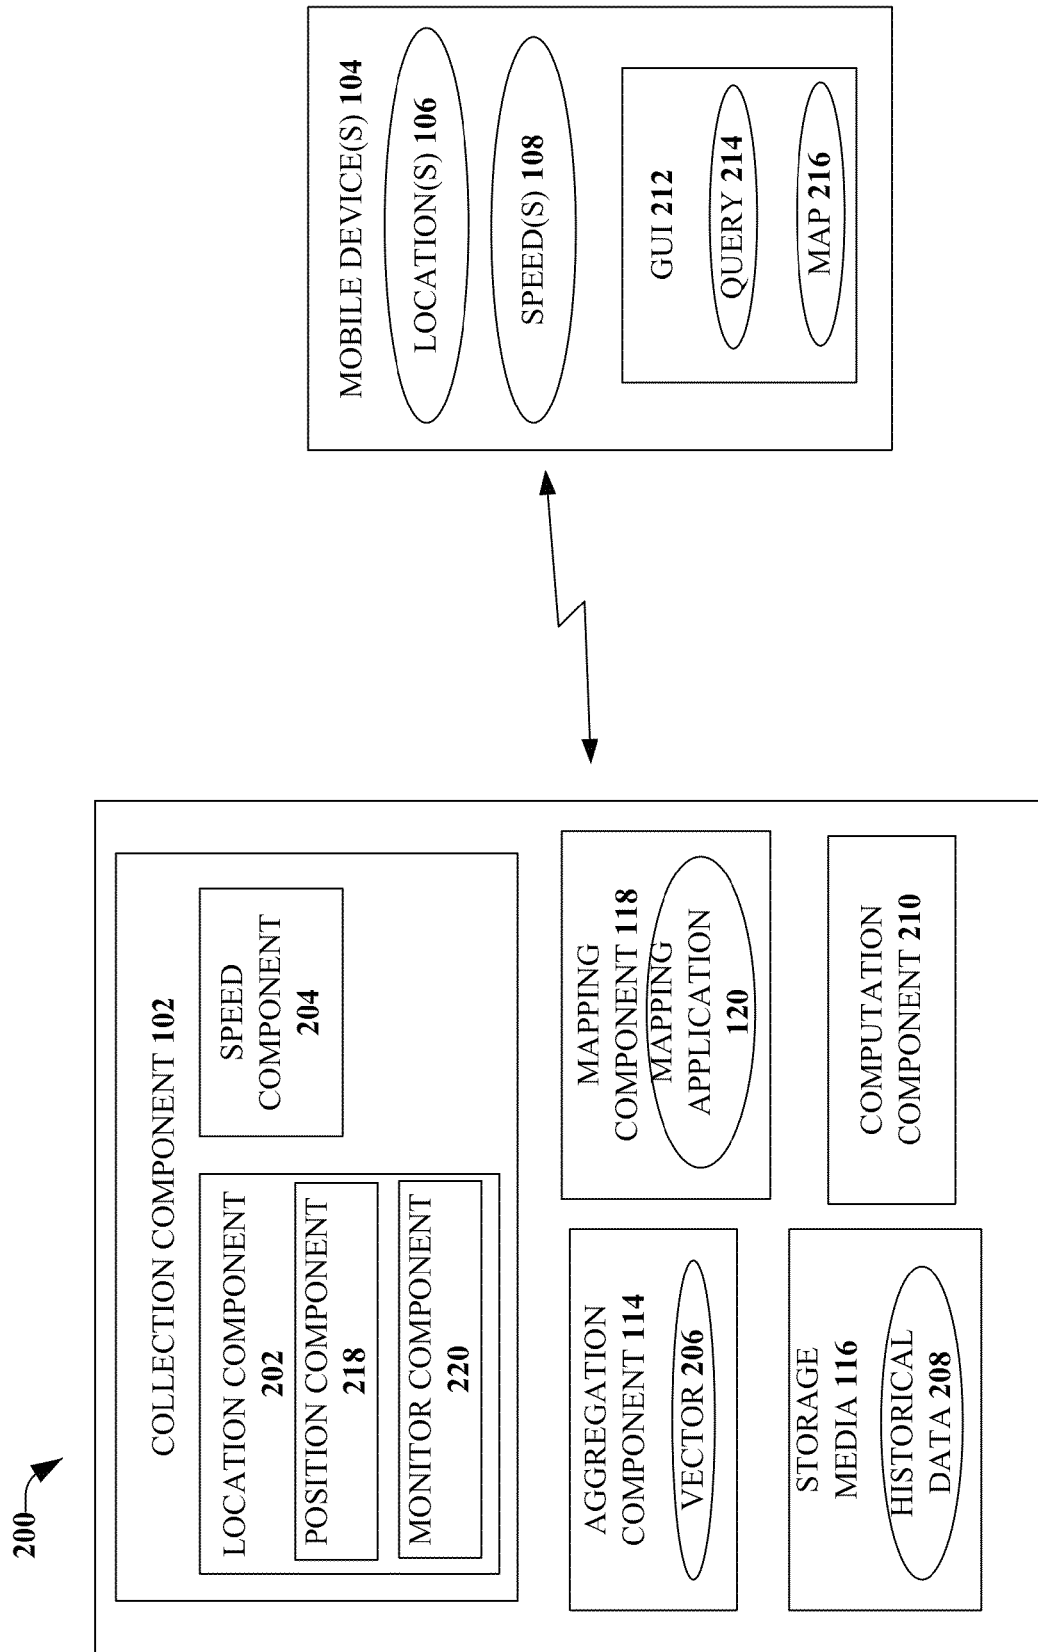 200
COLLECTION COMPONENT 102
LOCATION COMPONENT
202
POSITION COMPONENT
218
MONITOR COMPONENT
220
SPEED
COMPONENT
204
AGGREGATION
COMPONENT 114
VECTOR 206
MAPPING
COMPONENT 118
MAPPING
APPLICATION
120
STORAGE
MEDIA 116
HISTORICAL
DATA 208
COMPUTATION
COMPONENT 210
MOBILE DEVICE(S) 104
LOCATION(S) 106
SPEED(S) 108
GUI 212
QUERY 214
MAP 216